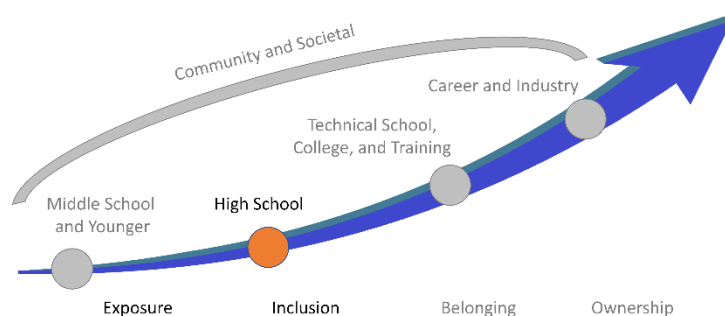 Community and Societal
Career and Industry
Technical School,
College, and Training
Middle School
and Younger
High School
Exposure
Inclusion
Belonging
Ownership